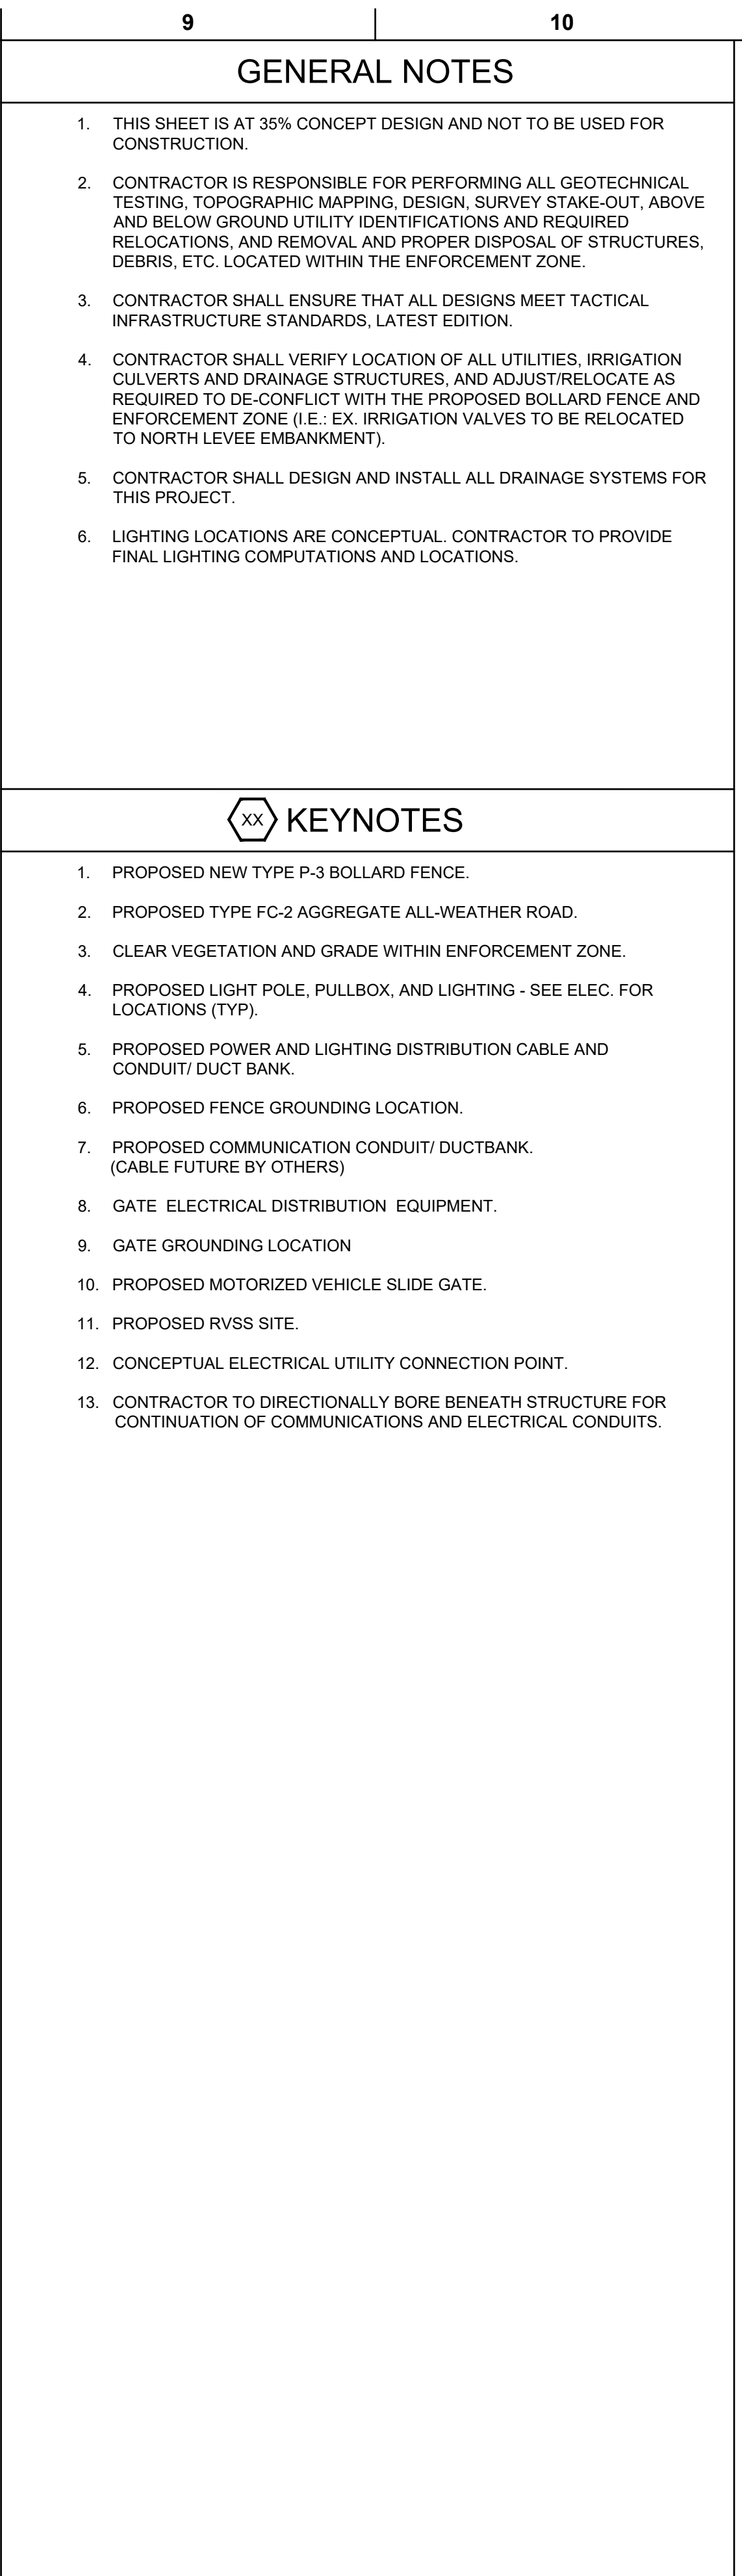 9 10
GENERAL NOTES
1. THIS SHEET IS AT 35% CONCEPT DESIGN AND NOT TO BE USED FOR
CONSTRUCTION.
2. CONTRACTOR IS RESPONSIBLE FOR PERFORMING ALL GEOTECHNICAL
TESTING, TOPOGRAPHIC MAPPING, DESIGN, SURVEY STAKE-OUT, ABOVE
AND BELOW GROUND UTILITY IDENTIFICATIONS AND REQUIRED
RELOCATIONS, AND REMOVAL AND PROPER DISPOSAL OF STRUCTURES,
DEBRIS, ETC. LOCATED WITHIN THE ENFORCEMENT ZONE.
3. CONTRACTOR SHALL ENSURE THAT ALL DESIGNS MEET TACTICAL
INFRASTRUCTURE STANDARDS, LATEST EDITION.
4. CONTRACTOR SHALL VERIFY LOCATION OF ALL UTILITIES, IRRIGATION
CULVERTS AND DRAINAGE STRUCTURES, AND ADJUST/RELOCATE AS
REQUIRED TO DE-CONFLICT WITH THE PROPOSED BOLLARD FENCE AND
ENFORCEMENT ZONE (I.E.: EX. IRRIGATION VALVES TO BE RELOCATED
TO NORTH LEVEE EMBANKMENT).
5. CONTRACTOR SHALL DESIGN AND INSTALL ALL DRAINAGE SYSTEMS FOR
THIS PROJECT.
6. LIGHTING LOCATIONS ARE CONCEPTUAL. CONTRACTOR TO PROVIDE
FINAL LIGHTING COMPUTATIONS AND LOCATIONS.
XX KEYNOTES
1. PROPOSED NEW TYPE P-3 BOLLARD FENCE.
2. PROPOSED TYPE FC-2 AGGREGATE ALL-WEATHER ROAD.
3. CLEAR VEGETATION AND GRADE WITHIN ENFORCEMENT ZONE.
4. PROPOSED LIGHT POLE, PULLBOX, AND LIGHTING - SEE ELEC. FOR
LOCATIONS (TYP).
5. PROPOSED POWER AND LIGHTING DISTRIBUTION CABLE AND
CONDUIT/ DUCT BANK.
6. PROPOSED FENCE GROUNDING LOCATION.
7. PROPOSED COMMUNICATION CONDUIT/ DUCTBANK.
(CABLE FUTURE BY OTHERS)
8. GATE ELECTRICAL DISTRIBUTION EQUIPMENT.
9. GATE GROUNDING LOCATION
10. PROPOSED MOTORIZED VEHICLE SLIDE GATE.
11. PROPOSED RVSS SITE.
12. CONCEPTUAL ELECTRICAL UTILITY CONNECTION POINT.
13. CONTRACTOR TO DIRECTIONALLY BORE BENEATH STRUCTURE FOR
CONTINUATION OF COMMUNICATIONS AND ELECTRICAL CONDUITS.